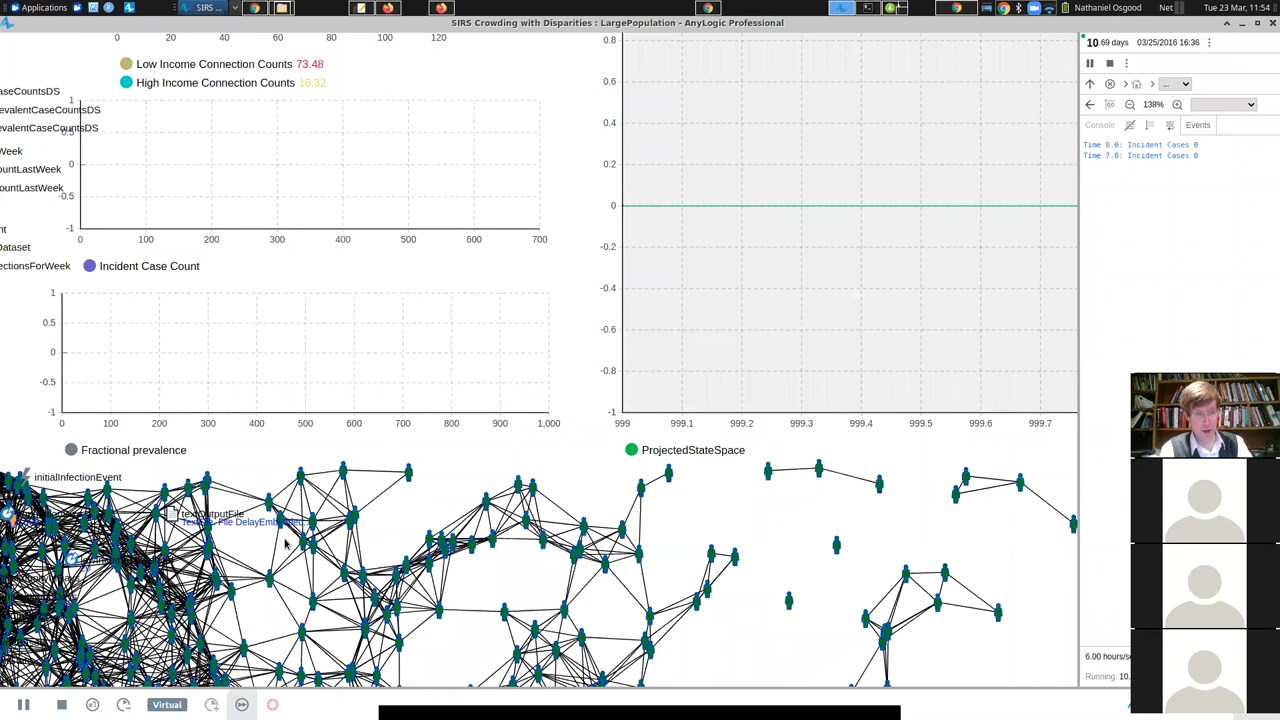 Applications
SIRS ...
Nathaniel Osgood
Net
Tue 23 Mar, 11:54
SIRS Crowding with Disparities : LargePopulation - AnyLogic Professional
0 20 40 60 80 100 120
Low Income Connection Counts 73.48
High Income Connection Counts 16.32
aseCountsDS
evalentCaseCountsDS
evalentCaseCountsDS
Week
ountLastWeek
ountLastWeek
nt
Dataset
ectionsForWeek
1
0.5
0
-0.5
-1
0 100 200 300 400 500 600 700
Incident Case Count
1
0.5
0
-0.5
-1
0 100 200 300 400 500 600 700 800 900 1,000
Fractional prevalence
0.8
0.6
0.4
0.2
0
-0.2
-0.4
-0.6
-0.8
-1
999 999.1 999.2 999.3 999.4 999.5 999.6 999.7
ProjectedStateSpace
initialInfectionEvent
textOutputFile
10.69 days 03/25/2016 16:36
...
138%
Console
Events
Time 0.0: Incident Cases 0
Time 7.0: Incident Cases 0
6.00 hours/se
Running: 10.
x1
Virtual